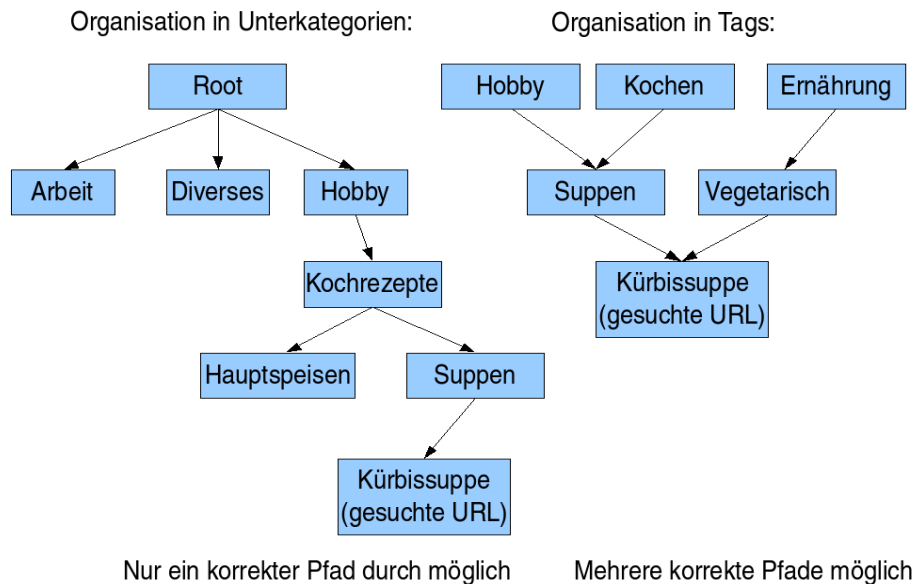 Organisation in Unterkategorien:
Root
Arbeit
Diverses
Hobby
Kochrezepte
Hauptspeisen
Suppen
Kürbissuppe
(gesuchte URL)
Nur ein korrekter Pfad durch möglich
Organisation in Tags:
Hobby
Kochen
Ernährung
Suppen
Vegetarisch
Kürbissuppe
(gesuchte URL)
Mehrere korrekte Pfade möglich